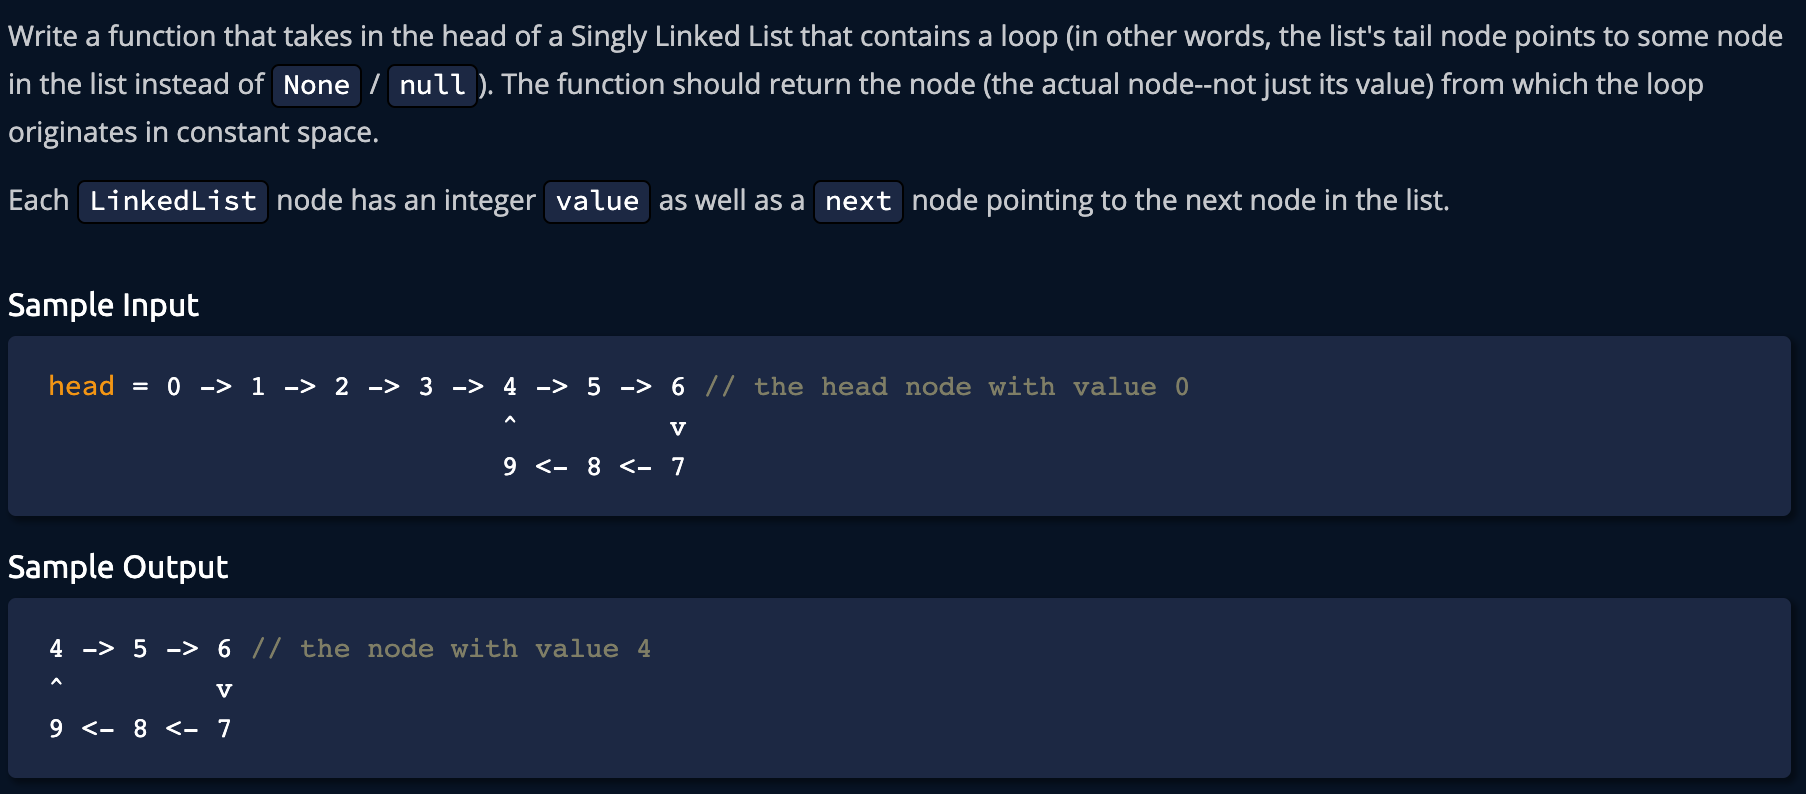 Write a function that takes in the head of a Singly Linked List that contains a loop (in other words, the list's tail node points to some node
in the list instead of None / null ). The function should return the node (the actual node--not just its value) from which the loop
originates in constant space.
Each LinkedList node has an integer value as well as a next node pointing to the next node in the list.
Sample Input
head = 0 -> 1 -> 2 -> 3 -> 4 -> 5 -> 6 // the head node with value 0
^ v
9 <- 8 <- 7
Sample Output
4 -> 5 -> 6 // the node with value 4
^ v
9 <- 8 <- 7